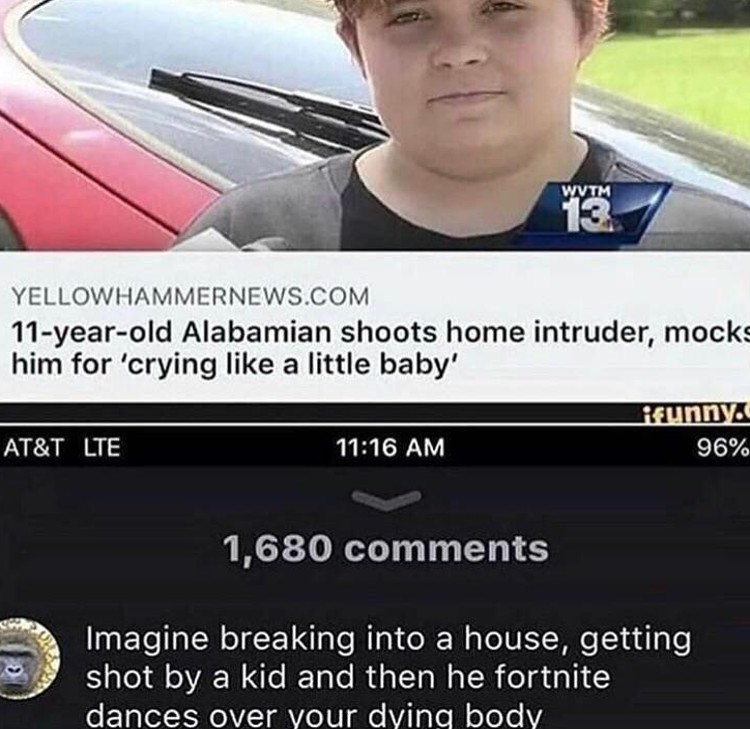 WVTM
13
YELLOWHAMMERNEWS.COM
11-year-old Alabamian shoots home intruder, mocks
him for 'crying like a little baby'
ifunny.
AT&T LTE 11:16 AM 96%
1,680 comments
Imagine breaking into a house, getting
shot by a kid and then he fortnite
dances over your dying body